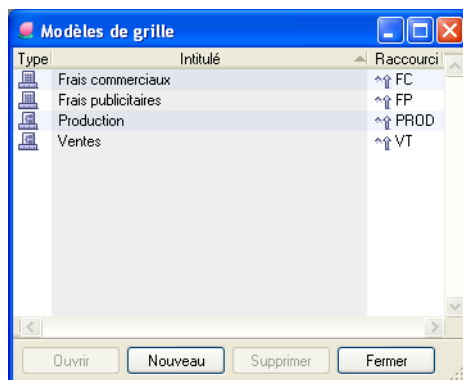 Modèles de grille
Type Intitulé Raccourci
Frais commerciaux ^⇧ FC
Frais publicitaires ^⇧ FP
Production ^⇧ PROD
Ventes ^⇧ VT
Ouvrir Nouveau Supprimer Fermer